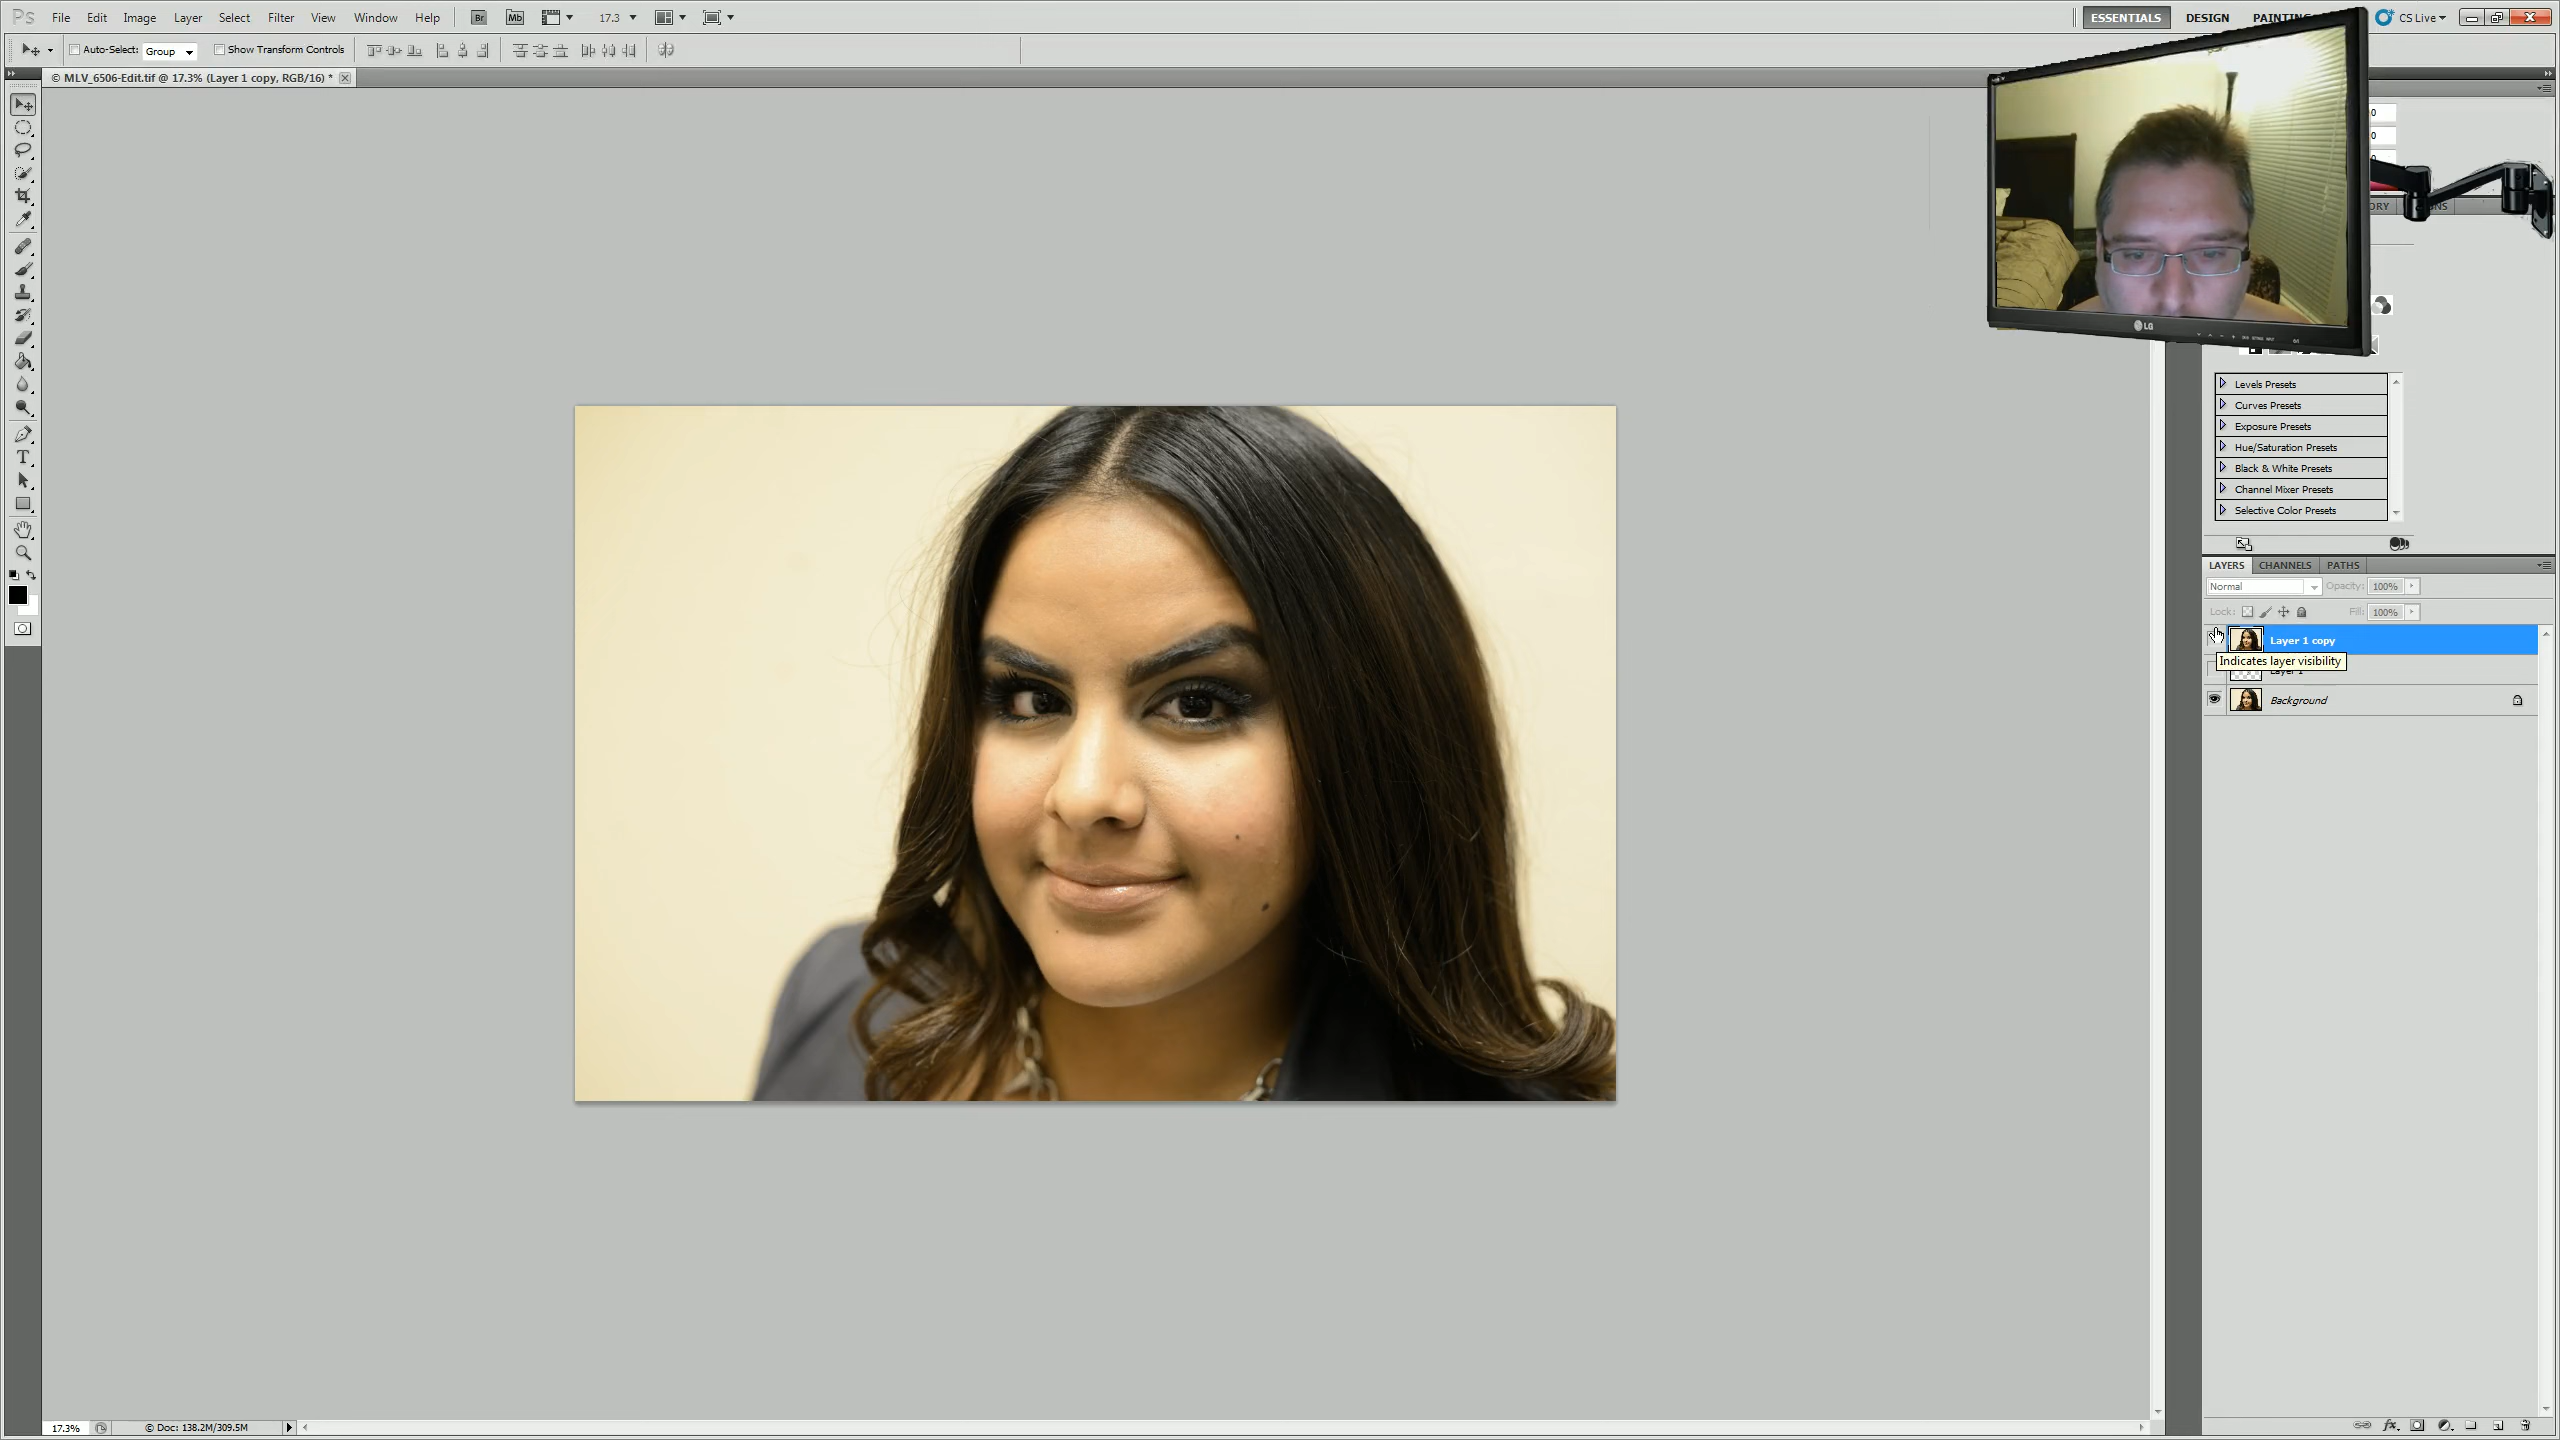 Ps File Edit Image Layer Select Filter View Window Help Br Mb 17.3 ESSENTIALS DESIGN PAINTING CS Live
Auto-Select: Group Show Transform Controls
© MLV_6506-Edit.tif @ 17.3% (Layer 1 copy, RGB/16) *
LG
Levels Presets
Curves Presets
Exposure Presets
Hue/Saturation Presets
Black & White Presets
Channel Mixer Presets
Selective Color Presets
LAYERS CHANNELS PATHS
Normal Opacity: 100%
Lock: Fill: 100%
Layer 1 copy
Indicates layer visibility
Layer 1
Background
17.3% © Doc: 138.2M/309.5M